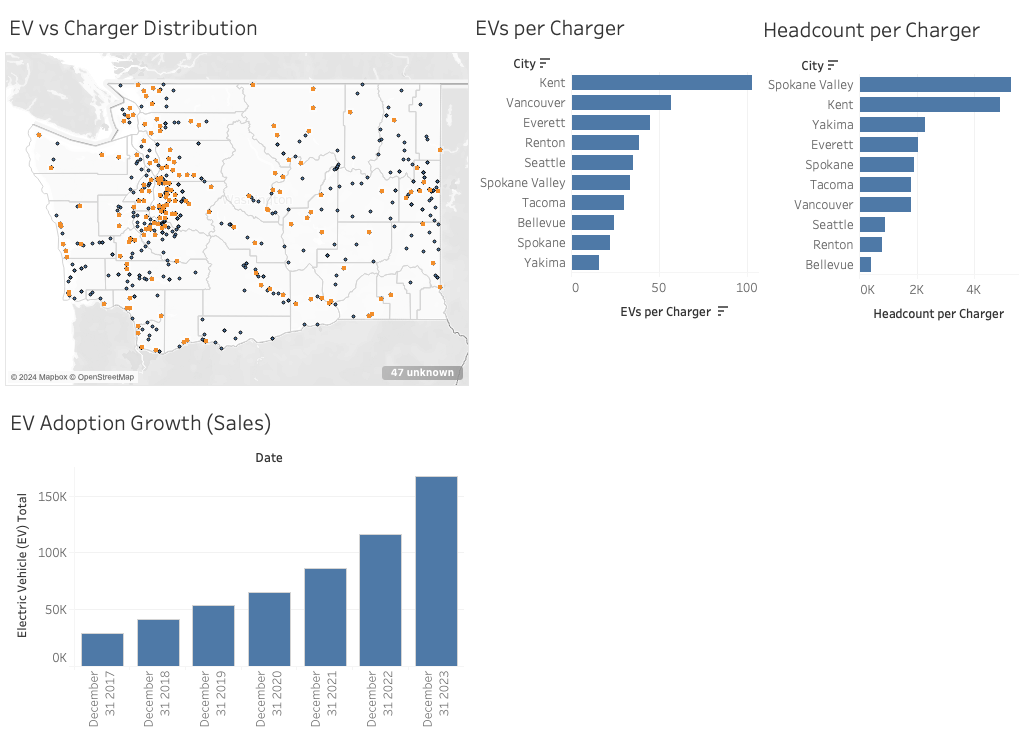 EV vs Charger Distribution
© 2024 Mapbox © OpenStreetMap
47 unknown
EVs per Charger
City
Kent
Vancouver
Everett
Renton
Seattle
Spokane Valley
Tacoma
Bellevue
Spokane
Yakima
0 50 100
EVs per Charger
Headcount per Charger
City
Spokane Valley
Kent
Yakima
Everett
Spokane
Tacoma
Vancouver
Seattle
Renton
Bellevue
0K 2K 4K
Headcount per Charger
EV Adoption Growth (Sales)
Date
Electric Vehicle (EV) Total
150K
100K
50K
0K
December
31 2017
December
31 2018
December
31 2019
December
31 2020
December
31 2021
December
31 2022
December
31 2023